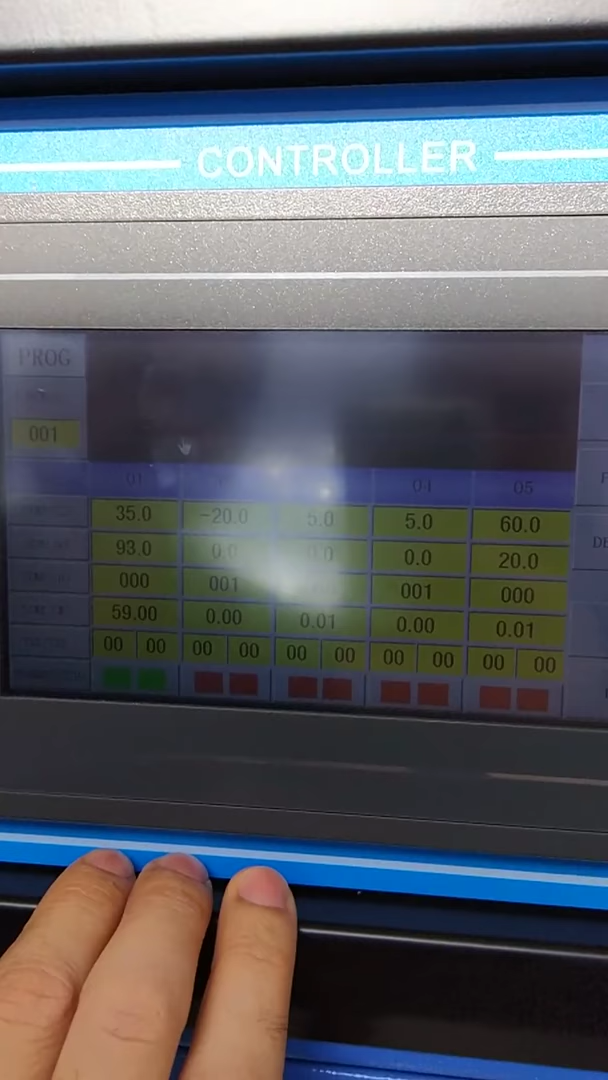 CONTROLLER
PROG
001
01 04 05
35.0 -20.0 5.0 5.0 60.0
93.0 0.0 0.0 0.0 20.0
000 001 001 000
59.00 0.00 0.01 0.00 0.01
00 00 00 00 00 00 00 00 00 00